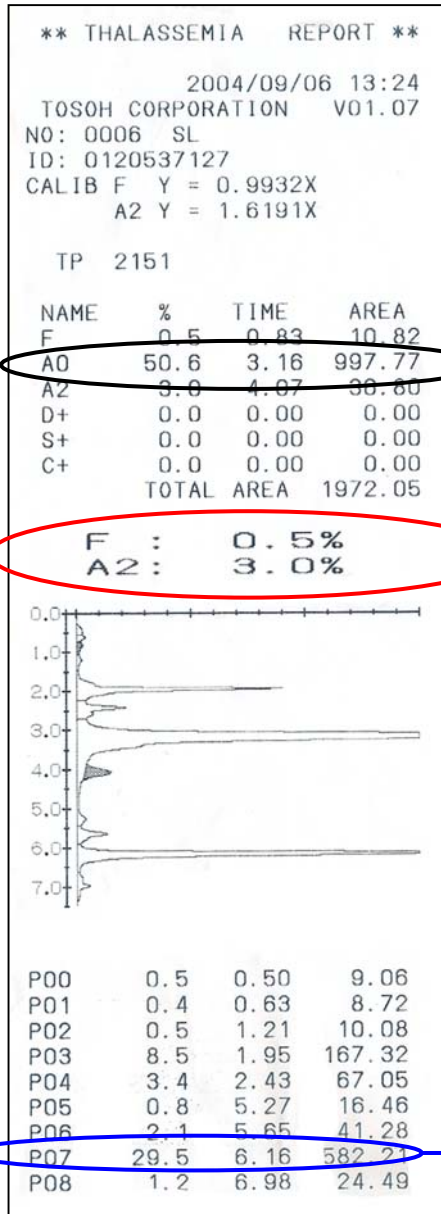 ** THALASSEMIA REPORT **
2004/09/06 13:24
TOSOH CORPORATION V01.07
NO: 0006 SL
ID: 0120537127
CALIB F Y = 0.9932X
A2 Y = 1.6191X
TP 2151
NAME % TIME AREA
F 0.5 0.83 10.82
A0 50.6 3.16 997.77
A2 3.0 4.07 36.80
D+ 0.0 0.00 0.00
S+ 0.0 0.00 0.00
C+ 0.0 0.00 0.00
TOTAL AREA 1972.05
F : 0.5%
A2: 3.0%
0.0
1.0
2.0
3.0
4.0
5.0
6.0
7.0
P00 0.5 0.50 9.06
P01 0.4 0.63 8.72
P02 0.5 1.21 10.08
P03 8.5 1.95 167.32
P04 3.4 2.43 67.05
P05 0.8 5.27 16.46
P06 2.1 5.65 41.28
P07 29.5 6.16 582.21
P08 1.2 6.98 24.49